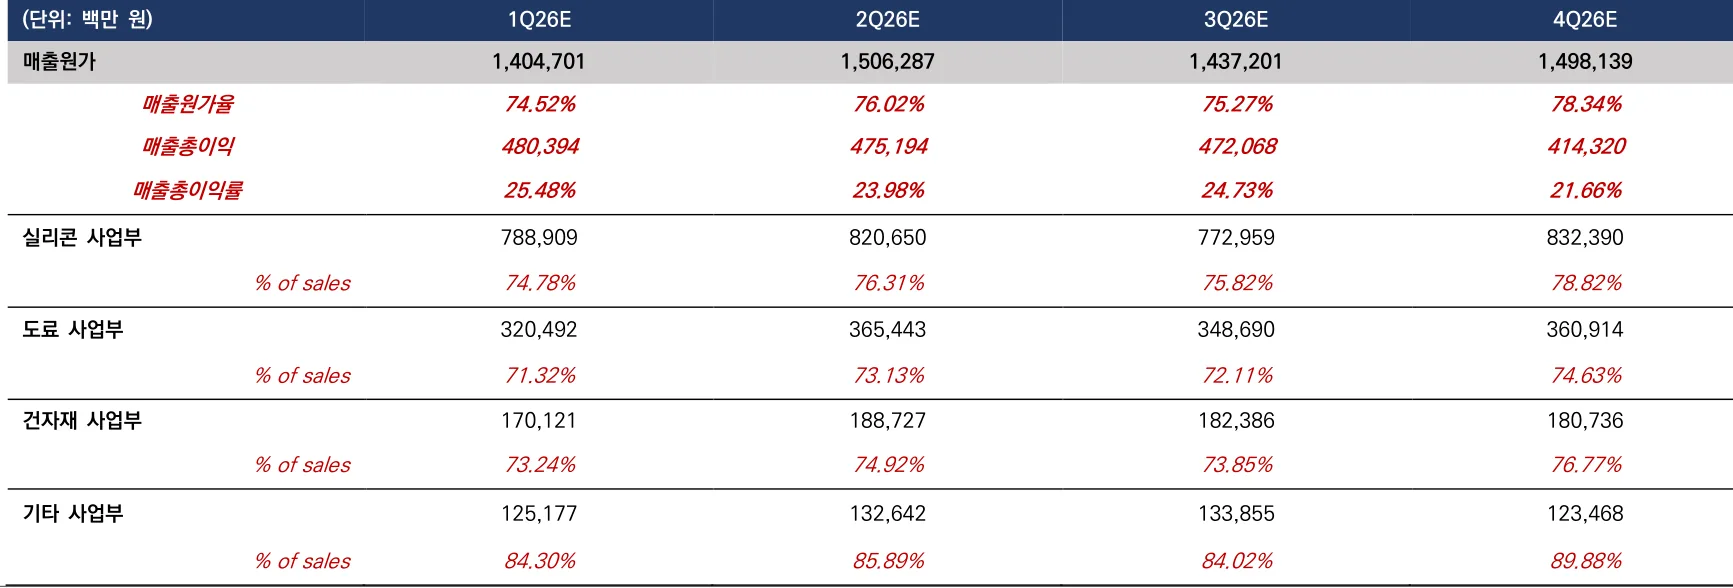 (단위: 백만 원) 1Q26E 2Q26E 3Q26E 4Q26E
매출원가 1,404,701 1,506,287 1,437,201 1,498,139
매출원가율 74.52% 76.02% 75.27% 78.34%
매출총이익 480,394 475,194 472,068 414,320
매출총이익률 25.48% 23.98% 24.73% 21.66%
실리콘 사업부 788,909 820,650 772,959 832,390
% of sales 74.78% 76.31% 75.82% 78.82%
도료 사업부 320,492 365,443 348,690 360,914
% of sales 71.32% 73.13% 72.11% 74.63%
건자재 사업부 170,121 188,727 182,386 180,736
% of sales 73.24% 74.92% 73.85% 76.77%
기타 사업부 125,177 132,642 133,855 123,468
% of sales 84.30% 85.89% 84.02% 89.88%